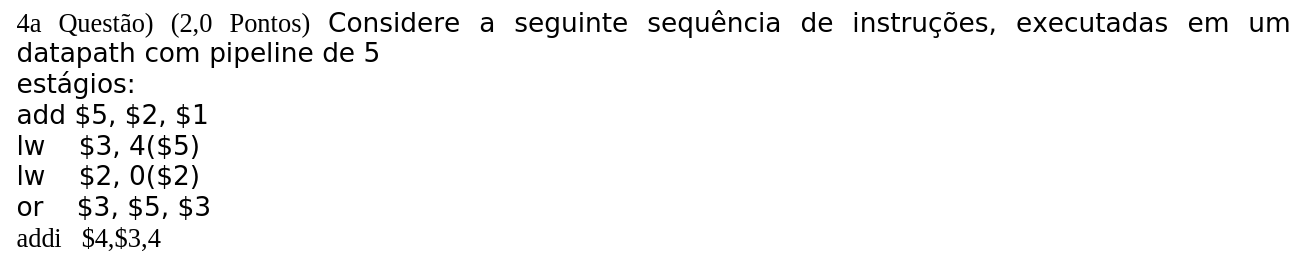 4a Questão) (2,0 Pontos) Considere a seguinte sequência de instruções, executadas em um
datapath com pipeline de 5
estágios:
add $5, $2, $1
lw $3, 4($5)
lw $2, 0($2)
or $3, $5, $3
addi $4,$3,4